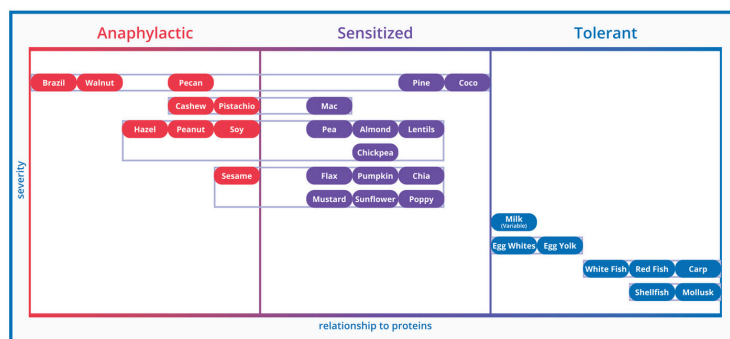 Anaphylactic Sensitized Tolerant
Brazil Walnut Pecan Pine Coco
Cashew Pistachio Mac
Hazel Peanut Soy Pea Almond Lentils
Chickpea
Sesame Flax Pumpkin Chia
Mustard Sunflower Poppy
Milk
(Variable)
Egg Whites Egg Yolk
White Fish Red Fish Carp
Shellfish Mollusk
severity
relationship to proteins